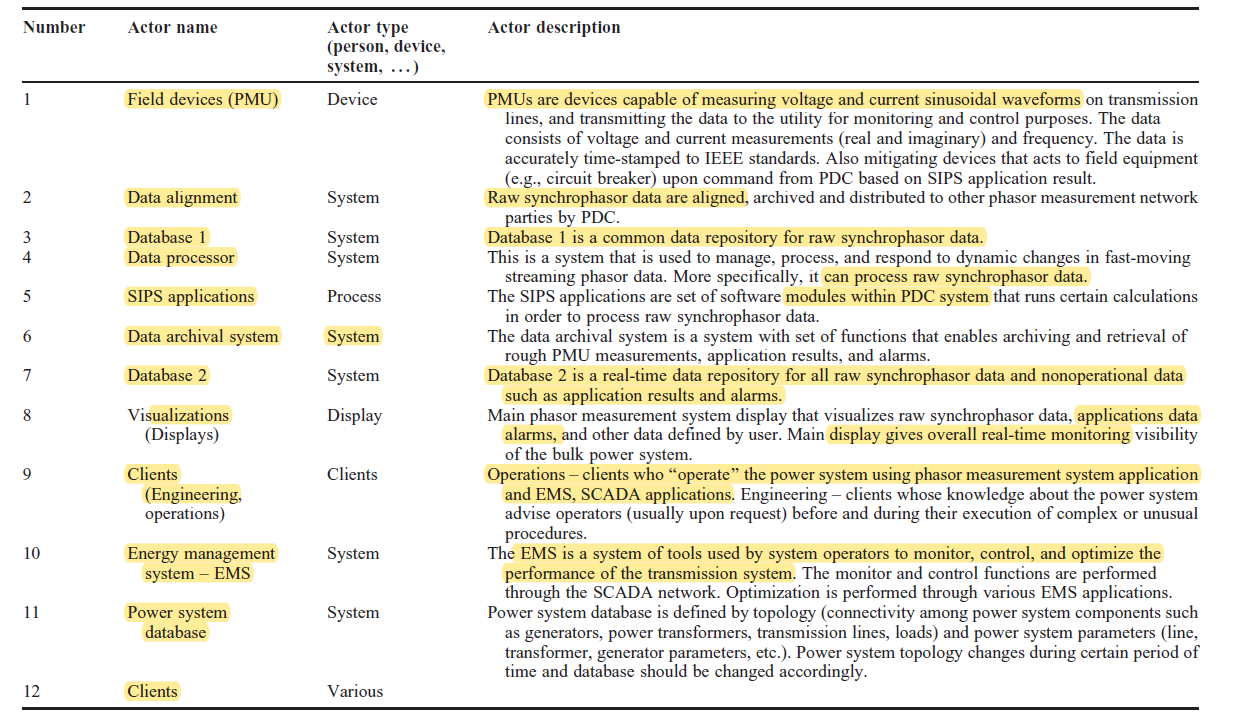 Number Actor name Actor type Actor description
(person, device,
system, …)
1 Field devices (PMU) Device PMUs are devices capable of measuring voltage and current sinusoidal waveforms on transmission
lines, and transmitting the data to the utility for monitoring and control purposes. The data
consists of voltage and current measurements (real and imaginary) and frequency. The data is
accurately time-stamped to IEEE standards. Also mitigating devices that acts to field equipment
(e.g., circuit breaker) upon command from PDC based on SIPS application result.
2 Data alignment System Raw synchrophasor data are aligned, archived and distributed to other phasor measurement network
parties by PDC.
3 Database 1 System Database 1 is a common data repository for raw synchrophasor data.
4 Data processor System This is a system that is used to manage, process, and respond to dynamic changes in fast-moving
streaming phasor data. More specifically, it can process raw synchrophasor data.
5 SIPS applications Process The SIPS applications are set of software modules within PDC system that runs certain calculations
in order to process raw synchrophasor data.
6 Data archival system System The data archival system is a system with set of functions that enables archiving and retrieval of
rough PMU measurements, application results, and alarms.
7 Database 2 System Database 2 is a real-time data repository for all raw synchrophasor data and nonoperational data
such as application results and alarms.
8 Visualizations Display Main phasor measurement system display that visualizes raw synchrophasor data, applications data
(Displays) alarms, and other data defined by user. Main display gives overall real-time monitoring visibility
of the bulk power system.
9 Clients Clients Operations – clients who “operate” the power system using phasor measurement system application
(Engineering, and EMS, SCADA applications. Engineering – clients whose knowledge about the power system
operations) advise operators (usually upon request) before and during their execution of complex or unusual
procedures.
10 Energy management System The EMS is a system of tools used by system operators to monitor, control, and optimize the
system – EMS performance of the transmission system. The monitor and control functions are performed
through the SCADA network. Optimization is performed through various EMS applications.
11 Power system System Power system database is defined by topology (connectivity among power system components such
database as generators, power transformers, transmission lines, loads) and power system parameters (line,
transformer, generator parameters, etc.). Power system topology changes during certain period of
time and database should be changed accordingly.
12 Clients Various